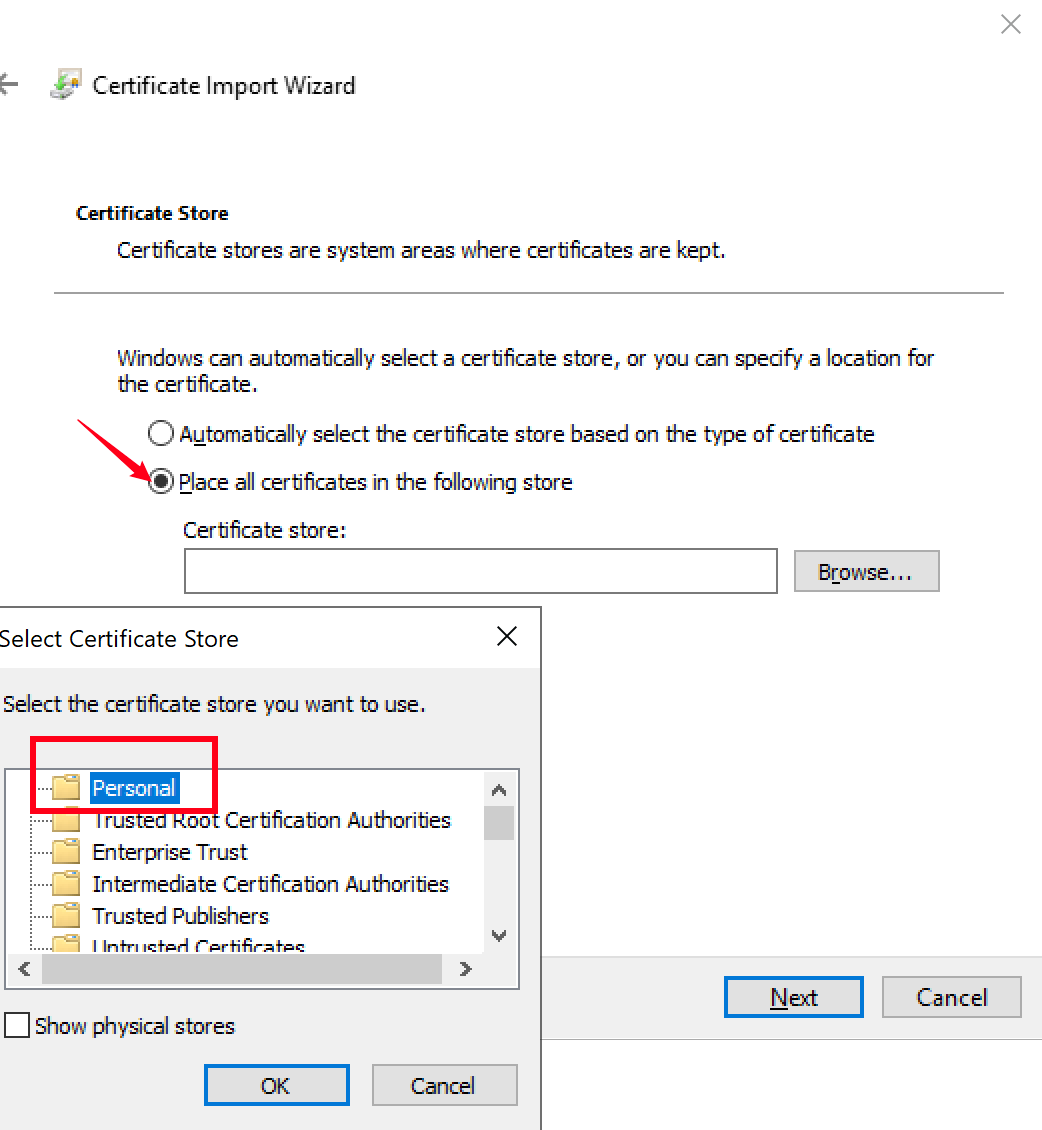 Certificate Import Wizard
Certificate Store
Certificate stores are system areas where certificates are kept.
Windows can automatically select a certificate store, or you can specify a location for
the certificate.
Automatically select the certificate store based on the type of certificate
Place all certificates in the following store
Certificate store:
Browse...
Select Certificate Store
Select the certificate store you want to use.
Personal
Trusted Root Certification Authorities
Enterprise Trust
Intermediate Certification Authorities
Trusted Publishers
Untrusted Certificates
Show physical stores
OK
Cancel
Next
Cancel